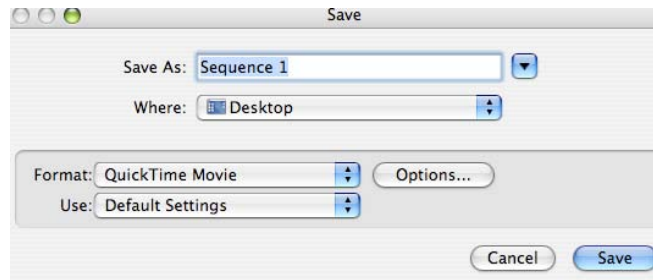 Save
Save As: Sequence 1
Where: Desktop
Format: QuickTime Movie Options...
Use: Default Settings
Cancel Save